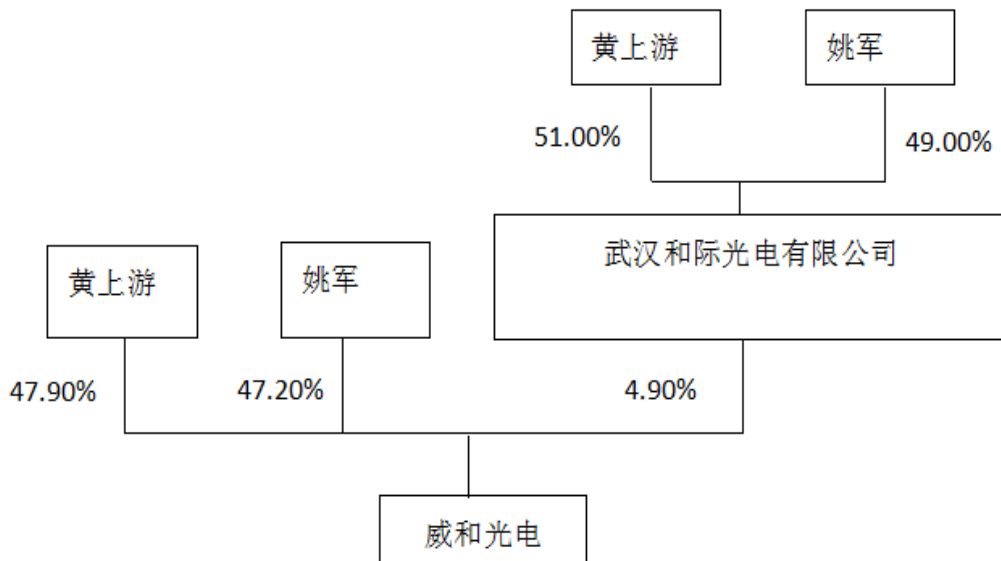 黄上游
姚军
51.00%
49.00%
武汉和际光电有限公司
黄上游
姚军
47.90%
47.20%
4.90%
威和光电